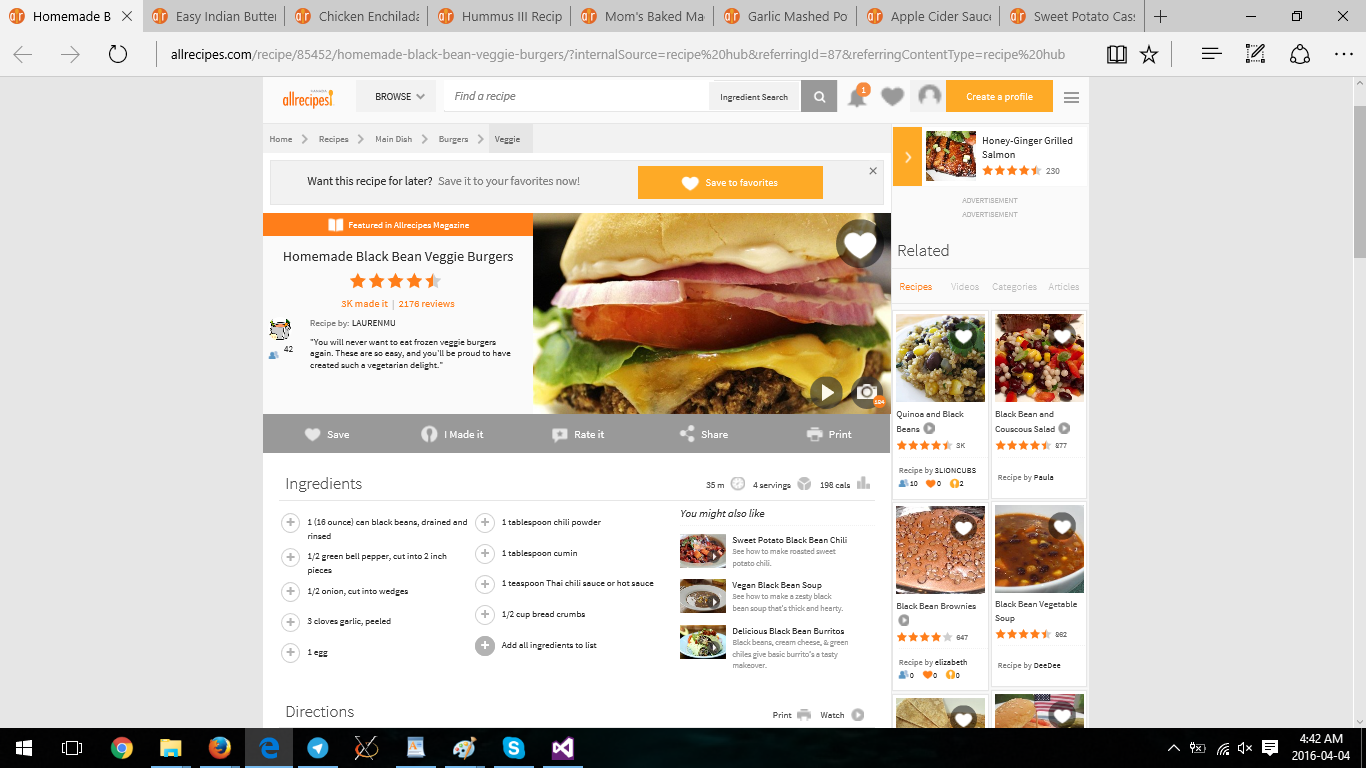 Homemade B
Easy Indian Butter
Chicken Enchilada
Hummus III Recip
Mom's Baked Ma
Garlic Mashed Po
Apple Cider Sauce
Sweet Potato Cass
allrecipes.com/recipe/85452/homemade-black-bean-veggie-burgers/?internalSource=recipe%20hub&referringId=87&referringContentType=recipe%20hub
allrecipes!
BROWSE
Find a recipe
Ingredient Search
1
Create a profile
Home
Recipes
Main Dish
Burgers
Veggie
Want this recipe for later? Save it to your favorites now!
Save to favorites
Featured in Allrecipes Magazine
Homemade Black Bean Veggie Burgers
3K made it | 2176 reviews
Recipe by: LAURENMU
42
"You will never want to eat frozen veggie burgers
again. These are so easy, and you'll be proud to have
created such a vegetarian delight."
184
Save
I Made it
Rate it
Share
Print
Ingredients
35 m
4 servings
198 cals
1 (16 ounce) can black beans, drained and
rinsed
1/2 green bell pepper, cut into 2 inch
pieces
1/2 onion, cut into wedges
3 cloves garlic, peeled
1 egg
1 tablespoon chili powder
1 tablespoon cumin
1 teaspoon Thai chili sauce or hot sauce
1/2 cup bread crumbs
Add all ingredients to list
You might also like
Sweet Potato Black Bean Chili
See how to make roasted sweet
potato chili.
Vegan Black Bean Soup
See how to make a zesty black
bean soup that's thick and hearty.
Delicious Black Bean Burritos
Black beans, cream cheese, & green
chiles give basic burrito's a tasty
makeover.
Directions
Print
Watch
Honey-Ginger Grilled
Salmon
230
ADVERTISEMENT
ADVERTISEMENT
Related
Recipes
Videos
Categories
Articles
Quinoa and Black
Beans
3K
Recipe by 3LIONCUBS
10
0
2
Black Bean and
Couscous Salad
877
Recipe by Paula
Black Bean Brownies
647
Recipe by elizabeth
0
0
0
Black Bean Vegetable
Soup
862
Recipe by DeeDee
4:42 AM
2016-04-04